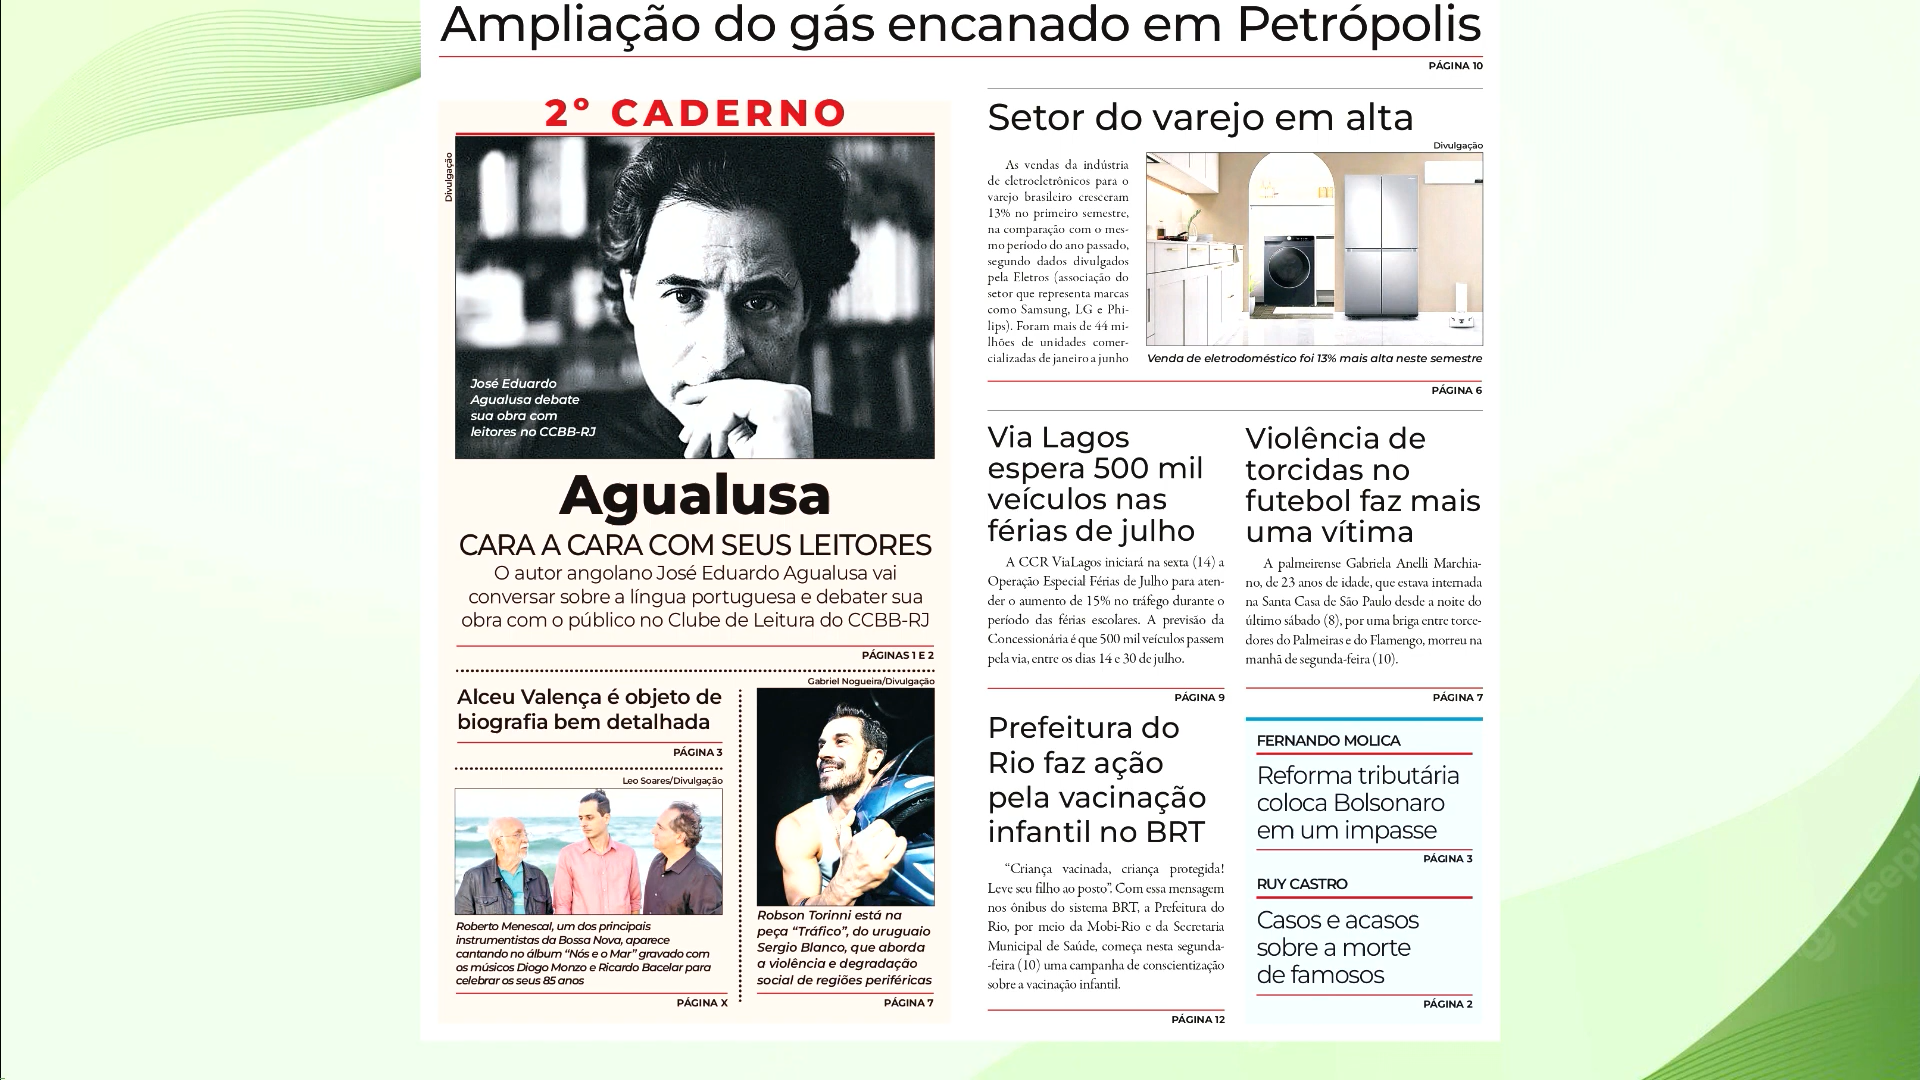 Ampliação do gás encanado em Petrópolis
PÁGINA 10
2º CADERNO
Divulgação
José Eduardo
Agualusa debate
sua obra com
leitores no CCBB-RJ
Agualusa
CARA A CARA COM SEUS LEITORES
O autor angolano José Eduardo Agualusa vai
conversar sobre a língua portuguesa e debater sua
obra com o público no Clube de Leitura do CCBB-RJ
PÁGINAS 1 E 2
Alceu Valença é objeto de
biografia bem detalhada
PÁGINA 3
Leo Soares/Divulgação
Roberto Menescal, um dos principais
instrumentistas da Bossa Nova, aparece
cantando no álbum “Nós e o Mar” gravado com
os músicos Diogo Monzo e Ricardo Bacelar para
celebrar os seus 85 anos
PÁGINA X
Gabriel Nogueira/Divulgação
Robson Torinni está na
peça “Tráfico”, do uruguaio
Sergio Blanco, que aborda
a violência e degradação
social de regiões periféricas
PÁGINA 7
Setor do varejo em alta
Divulgação
As vendas da indústria
de eletroeletrônicos para o
varejo brasileiro cresceram
13% no primeiro semestre,
na comparação com o mes-
mo período do ano passado,
segundo dados divulgados
pela Eletros (associação do
setor que representa marcas
como Samsung, LG e Phi-
lips). Foram mais de 44 mi-
lhões de unidades comer-
cializadas de janeiro a junho
Venda de eletrodoméstico foi 13% mais alta neste semestre
PÁGINA 6
Via Lagos
espera 500 mil
veículos nas
férias de julho
A CCR ViaLagos iniciará na sexta (14) a
Operação Especial Férias de Julho para aten-
der o aumento de 15% no tráfego durante o
período das férias escolares. A previsão da
Concessionária é que 500 mil veículos passem
pela via, entre os dias 14 e 30 de julho.
PÁGINA 9
Violência de
torcidas no
futebol faz mais
uma vítima
A palmeirense Gabriela Anelli Marchia-
no, de 23 anos de idade, que estava internada
na Santa Casa de São Paulo desde a noite do
último sábado (8), por uma briga entre torce-
dores do Palmeiras e do Flamengo, morreu na
manhã de segunda-feira (10).
PÁGINA 7
Prefeitura do
Rio faz ação
pela vacinação
infantil no BRT
“Criança vacinada, criança protegida!
Leve seu filho ao posto”. Com essa mensagem
nos ônibus do sistema BRT, a Prefeitura do
Rio, por meio da Mobi-Rio e da Secretaria
Municipal de Saúde, começa nesta segunda-
-feira (10) uma campanha de conscientização
sobre a vacinação infantil.
PÁGINA 12
FERNANDO MOLICA
Reforma tributária
coloca Bolsonaro
em um impasse
PÁGINA 3
RUY CASTRO
Casos e acasos
sobre a morte
de famosos
PÁGINA 2